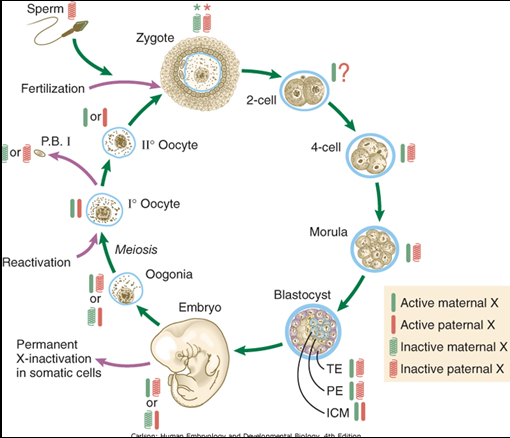 Sperm
* *
Zygote
Fertilization
?
2-cell
or
II° Oocyte
4-cell
or
P.B. I
I° Oocyte
Morula
Meiosis
Reactivation
Oogonia
or
Blastocyst
Embryo
Active maternal X
Active paternal X
Inactive maternal X
Inactive paternal X
Permanent
X-inactivation
in somatic cells
TE
PE
ICM
or
Carlson: Human Embryology and Developmental Biology, 4th Edition.